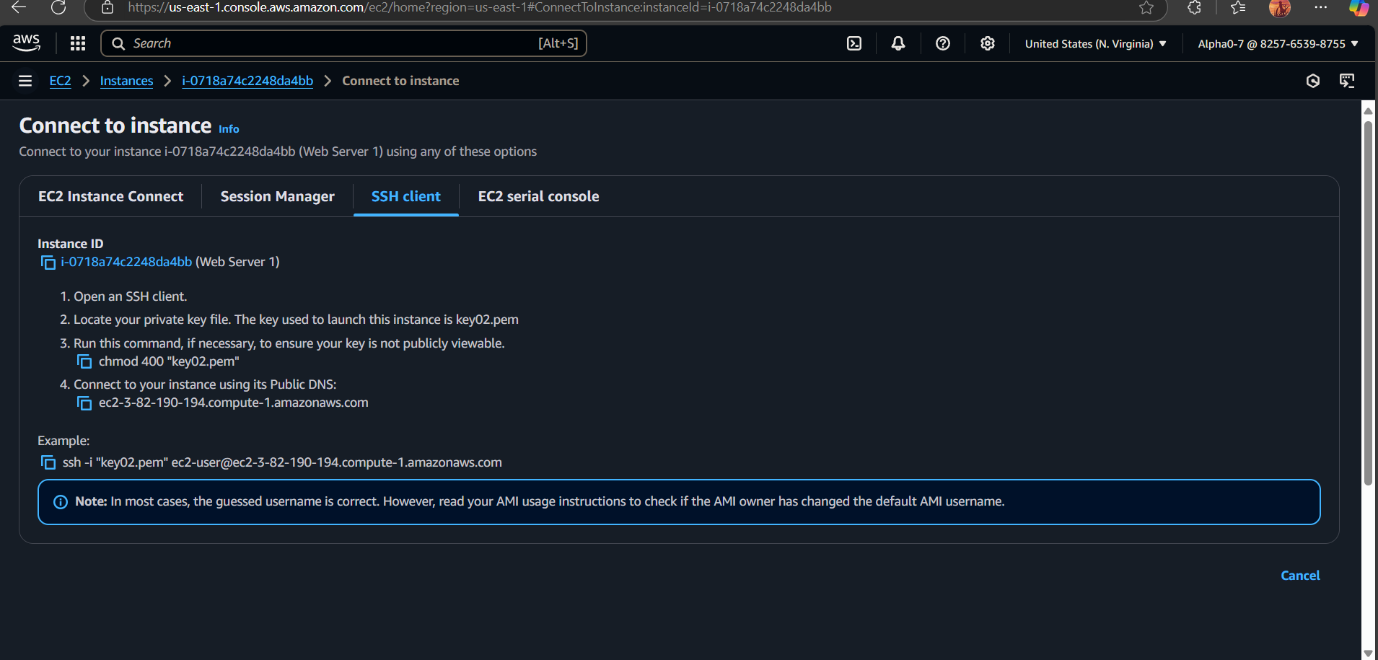 https://us-east-1.console.aws.amazon.com/ec2/home?region=us-east-1#ConnectToInstance:instanceId=i-0718a74c2248da4bb
aws
Search [Alt+S]
United States (N. Virginia)
Alpha0-7 @ 8257-6539-8755
EC2 > Instances > i-0718a74c2248da4bb > Connect to instance
Connect to instance Info
Connect to your instance i-0718a74c2248da4bb (Web Server 1) using any of these options
EC2 Instance Connect
Session Manager
SSH client
EC2 serial console
Instance ID
i-0718a74c2248da4bb (Web Server 1)
1. Open an SSH client.
2. Locate your private key file. The key used to launch this instance is key02.pem
3. Run this command, if necessary, to ensure your key is not publicly viewable.
chmod 400 "key02.pem"
4. Connect to your instance using its Public DNS:
ec2-3-82-190-194.compute-1.amazonaws.com
Example:
ssh -i "key02.pem" ec2-user@ec2-3-82-190-194.compute-1.amazonaws.com
Note: In most cases, the guessed username is correct. However, read your AMI usage instructions to check if the AMI owner has changed the default AMI username.
Cancel